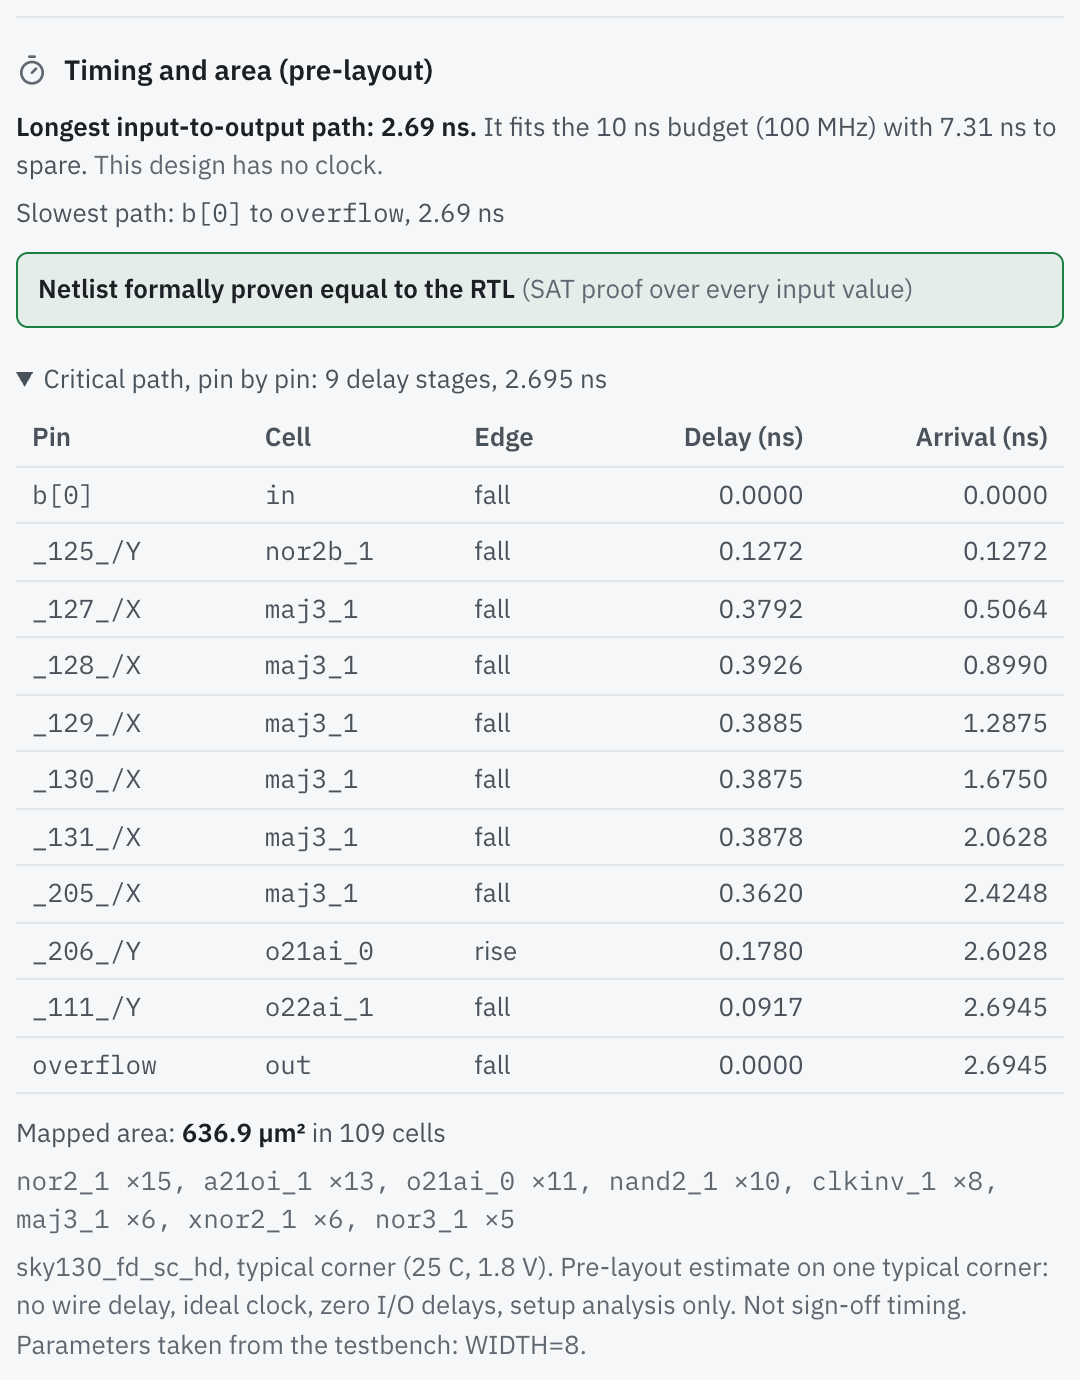 Timing and area (pre-layout)
Longest input-to-output path: 2.69 ns. It fits the 10 ns budget (100 MHz) with 7.31 ns to
spare. This design has no clock.
Slowest path: b[0] to overflow, 2.69 ns
Netlist formally proven equal to the RTL (SAT proof over every input value)
▼ Critical path, pin by pin: 9 delay stages, 2.695 ns
Pin Cell Edge Delay (ns) Arrival (ns)
b[0] in fall 0.0000 0.0000
_125_/Y nor2b_1 fall 0.1272 0.1272
_127_/X maj3_1 fall 0.3792 0.5064
_128_/X maj3_1 fall 0.3926 0.8990
_129_/X maj3_1 fall 0.3885 1.2875
_130_/X maj3_1 fall 0.3875 1.6750
_131_/X maj3_1 fall 0.3878 2.0628
_205_/X maj3_1 fall 0.3620 2.4248
_206_/Y o21ai_0 rise 0.1780 2.6028
_111_/Y o22ai_1 fall 0.0917 2.6945
overflow out fall 0.0000 2.6945
Mapped area: 636.9 µm² in 109 cells
nor2_1 ×15, a21oi_1 ×13, o21ai_0 ×11, nand2_1 ×10, clkinv_1 ×8,
maj3_1 ×6, xnor2_1 ×6, nor3_1 ×5
sky130_fd_sc_hd, typical corner (25 C, 1.8 V). Pre-layout estimate on one typical corner:
no wire delay, ideal clock, zero I/O delays, setup analysis only. Not sign-off timing.
Parameters taken from the testbench: WIDTH=8.